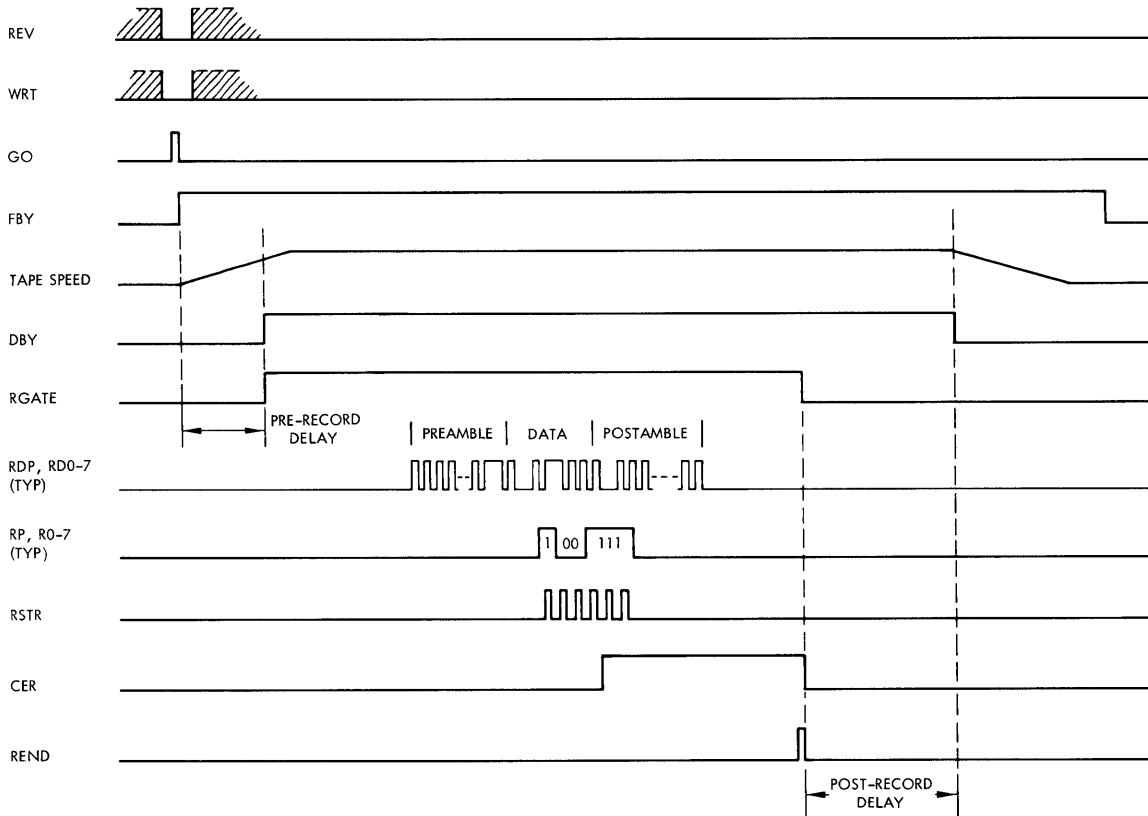 REV
WRT
GO
FBY
TAPE SPEED
DBY
RGATE
PRE-RECORD
DELAY
PREAMBLE
DATA
POSTAMBLE
RDP, RD0-7
(TYP)
RP, R0-7
(TYP)
1
00
111
RSTR
CER
REND
POST-RECORD
DELAY